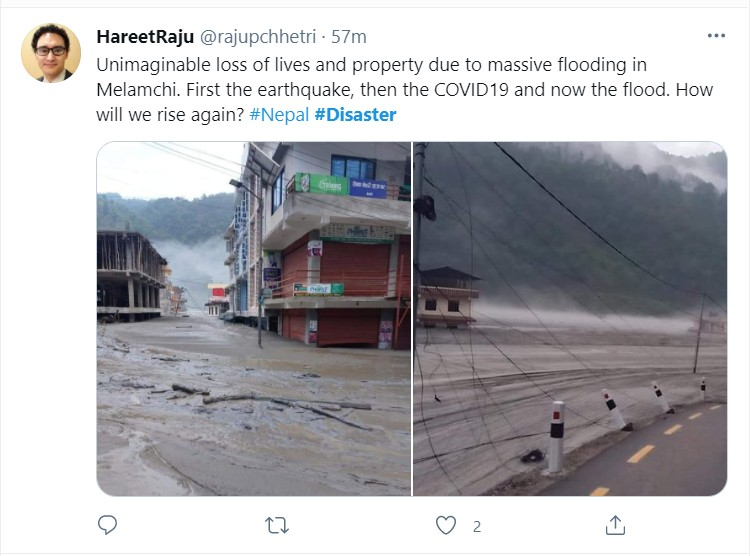 HareetRaju @rajupchhetri · 57m
Unimaginable loss of lives and property due to massive flooding in
Melamchi. First the earthquake, then the COVID19 and now the flood. How
will we rise again? #Nepal #Disaster
2